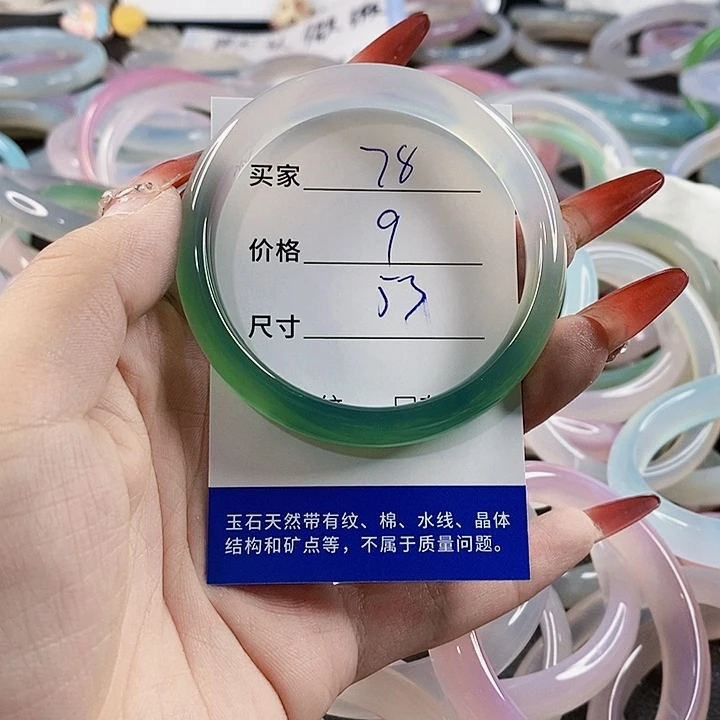 买家 78
价格 9
尺寸 53
玉石天然带有纹、棉、水线、晶体
结构和矿点等，不属于质量问题。